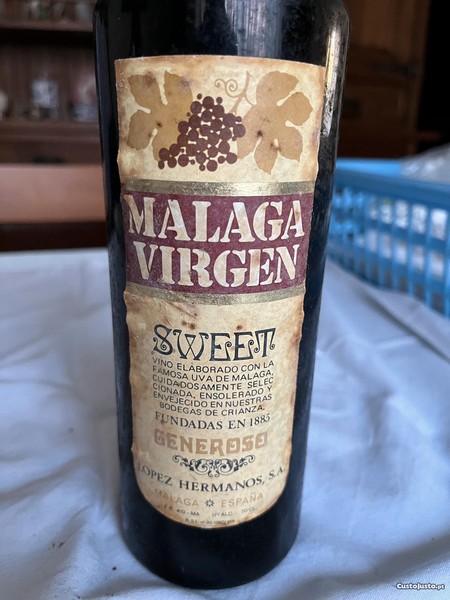 MALAGA
VIRGEN
SWEET
VINO ELABORADO CON LA
FAMOSA UVA DE MALAGA,
CUIDADOSAMENTE SELEC
CIONADA, ENSOLERADO Y
ENVEJECIDO EN NUESTRAS
BODEGAS DE CRIANZA.
FUNDADAS EN 1885
GENEROSO
LOPEZ HERMANOS, S.A.
MALAGA ESPAÑA
CustoJusto.pt